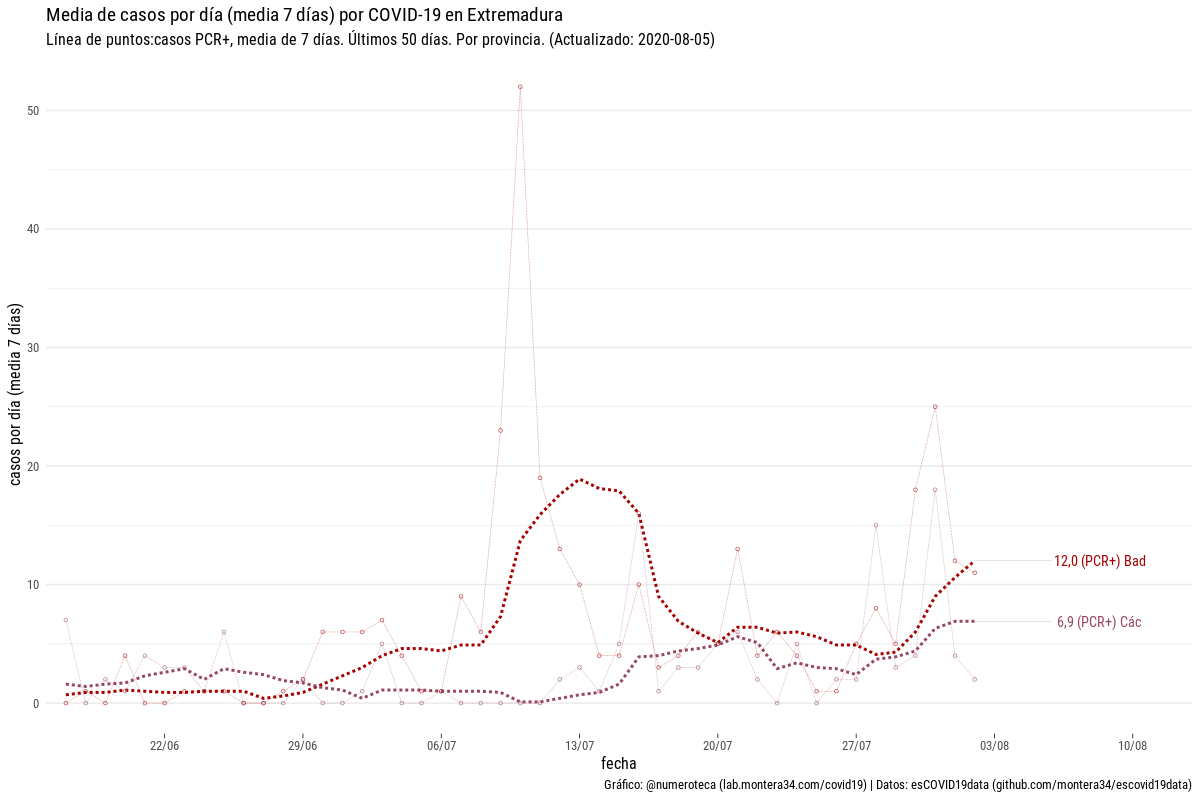 Media de casos por día (media 7 días) por COVID-19 en Extremadura
Línea de puntos:casos PCR+, media de 7 días. Últimos 50 días. Por provincia. (Actualizado: 2020-08-05)
casos por día (media 7 días)
50
40
30
20
10
0
12,0 (PCR+) Bad
6,9 (PCR+) Các
22/06
29/06
06/07
13/07
20/07
27/07
03/08
10/08
fecha
Gráfico: @numeroteca (lab.montera34.com/covid19) | Datos: esCOVID19data (github.com/montera34/escovid19data)